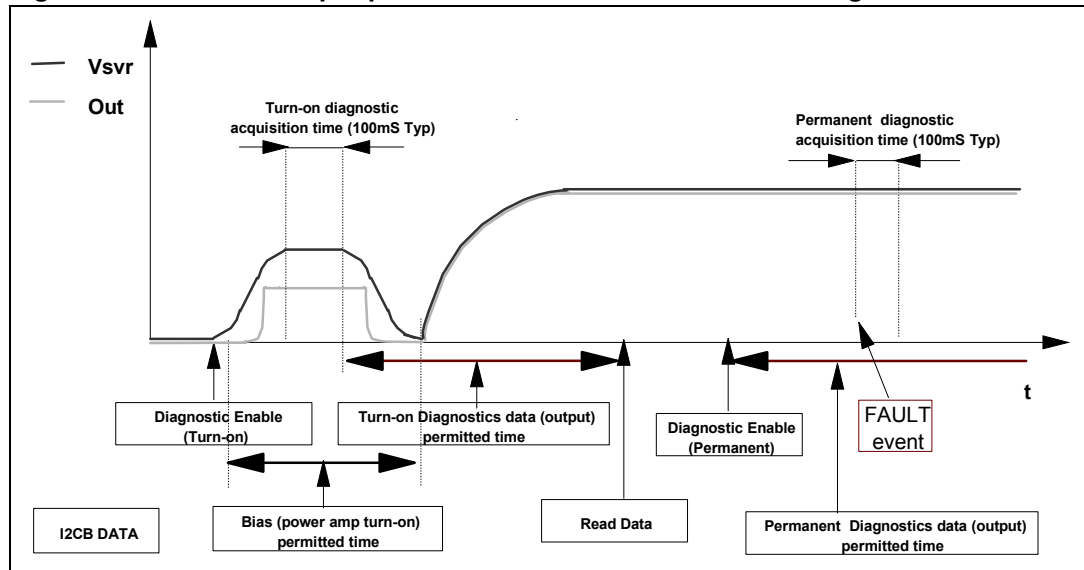 Vsvr
Out
Turn-on diagnostic
acquisition time (100mS Typ)
Permanent diagnostic
acquisition time (100mS Typ)
t
Diagnostic Enable
(Turn-on)
Turn-on Diagnostics data (output)
permitted time
Diagnostic Enable
(Permanent)
FAULT
event
Bias (power amp turn-on)
permitted time
Read Data
Permanent Diagnostics data (output)
permitted time
I2CB DATA